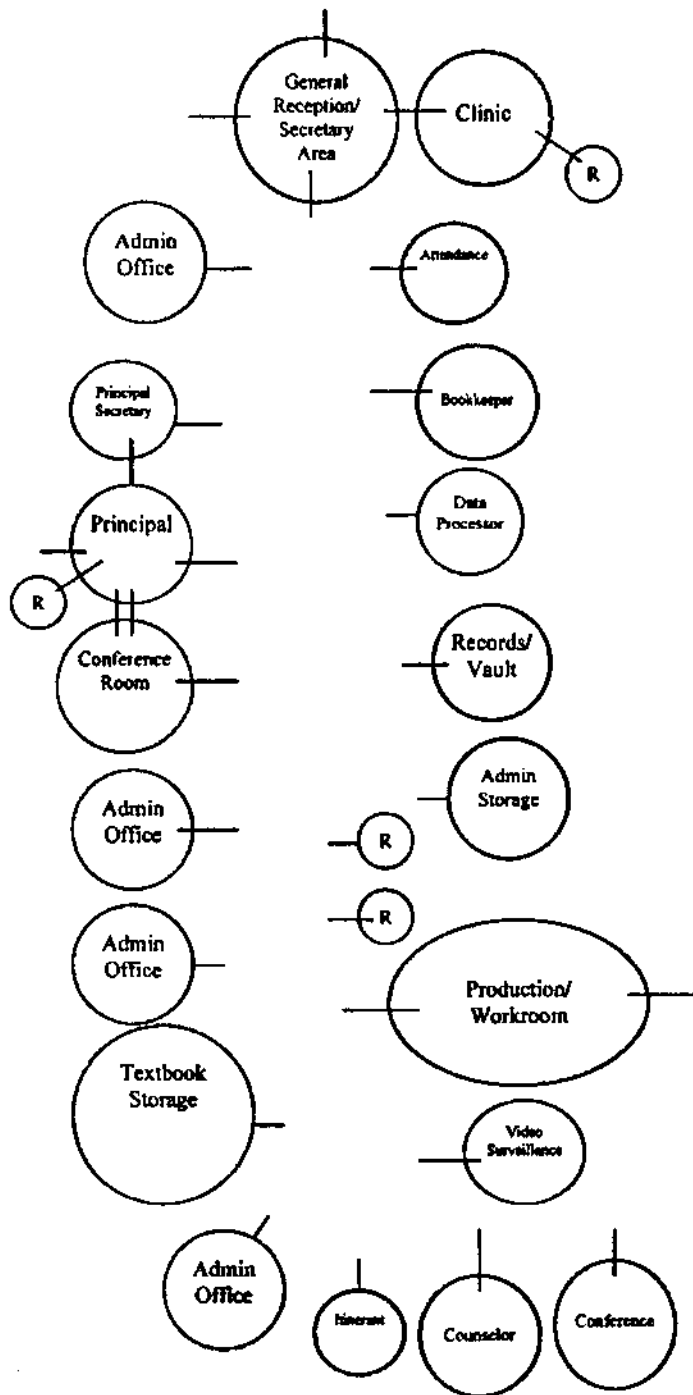 General
Reception/
Secretary
Area
Clinic
R
Admin
Office
Attendance
Principal
Secretary
Bookkeeper
Principal
Data
Processor
R
Conference
Room
Records/
Vault
Admin
Storage
Admin
Office
R
R
Admin
Office
Production/
Workroom
Textbook
Storage
Video
Surveillance
Admin
Office
Itinerant
Counselor
Conference